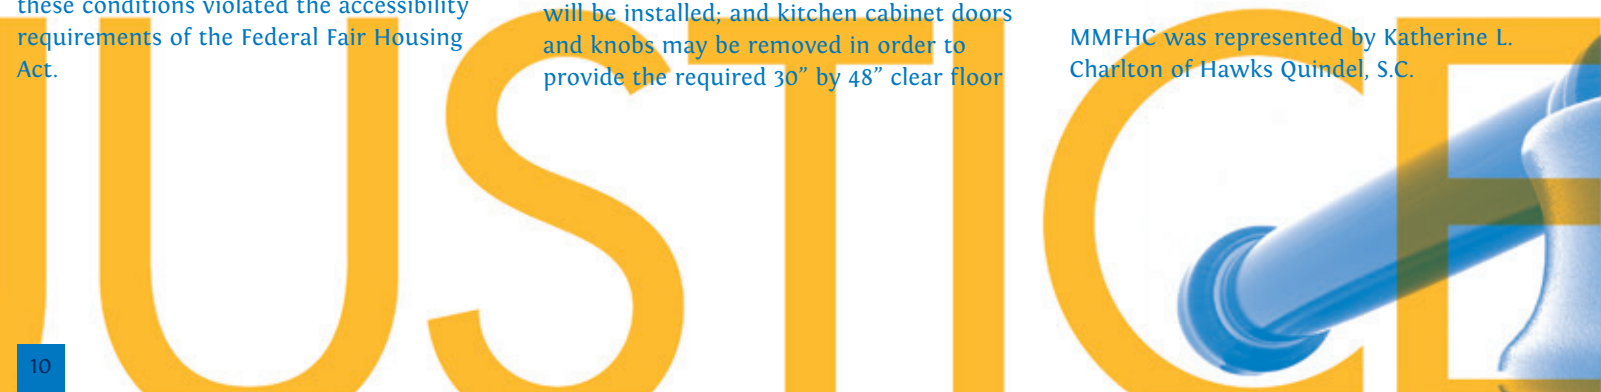 these conditions violated the accessibility
requirements of the Federal Fair Housing
Act.
will be installed; and kitchen cabinet doors
and knobs may be removed in order to
provide the required 30” by 48” clear floor
MMFHC was represented by Katherine L.
Charlton of Hawks Quindel, S.C.
JUSTICE
10